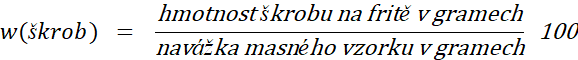 hmotnost škrobu na fritě v gramech
w(škrob) = ────────── 100
navážka masného vzorku v gramech